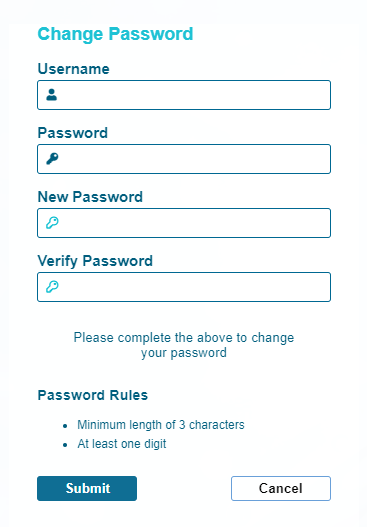 Change Password
Username
Password
New Password
Verify Password
Please complete the above to change
your password
Password Rules
Minimum length of 3 characters
At least one digit
Submit
Cancel